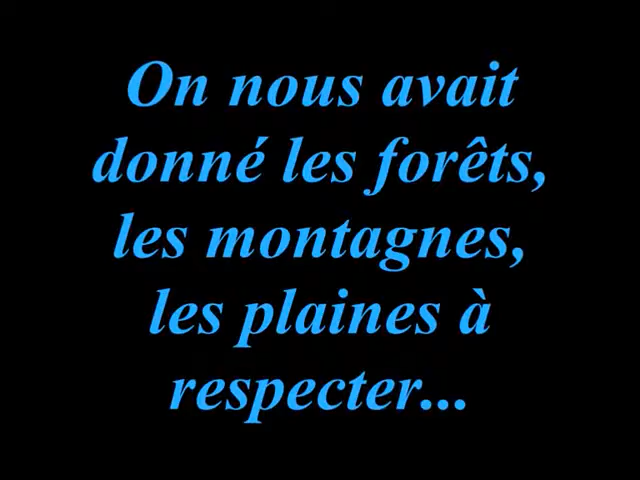 On nous avait
donné les forêts,
les montagnes,
les plaines à
respecter...